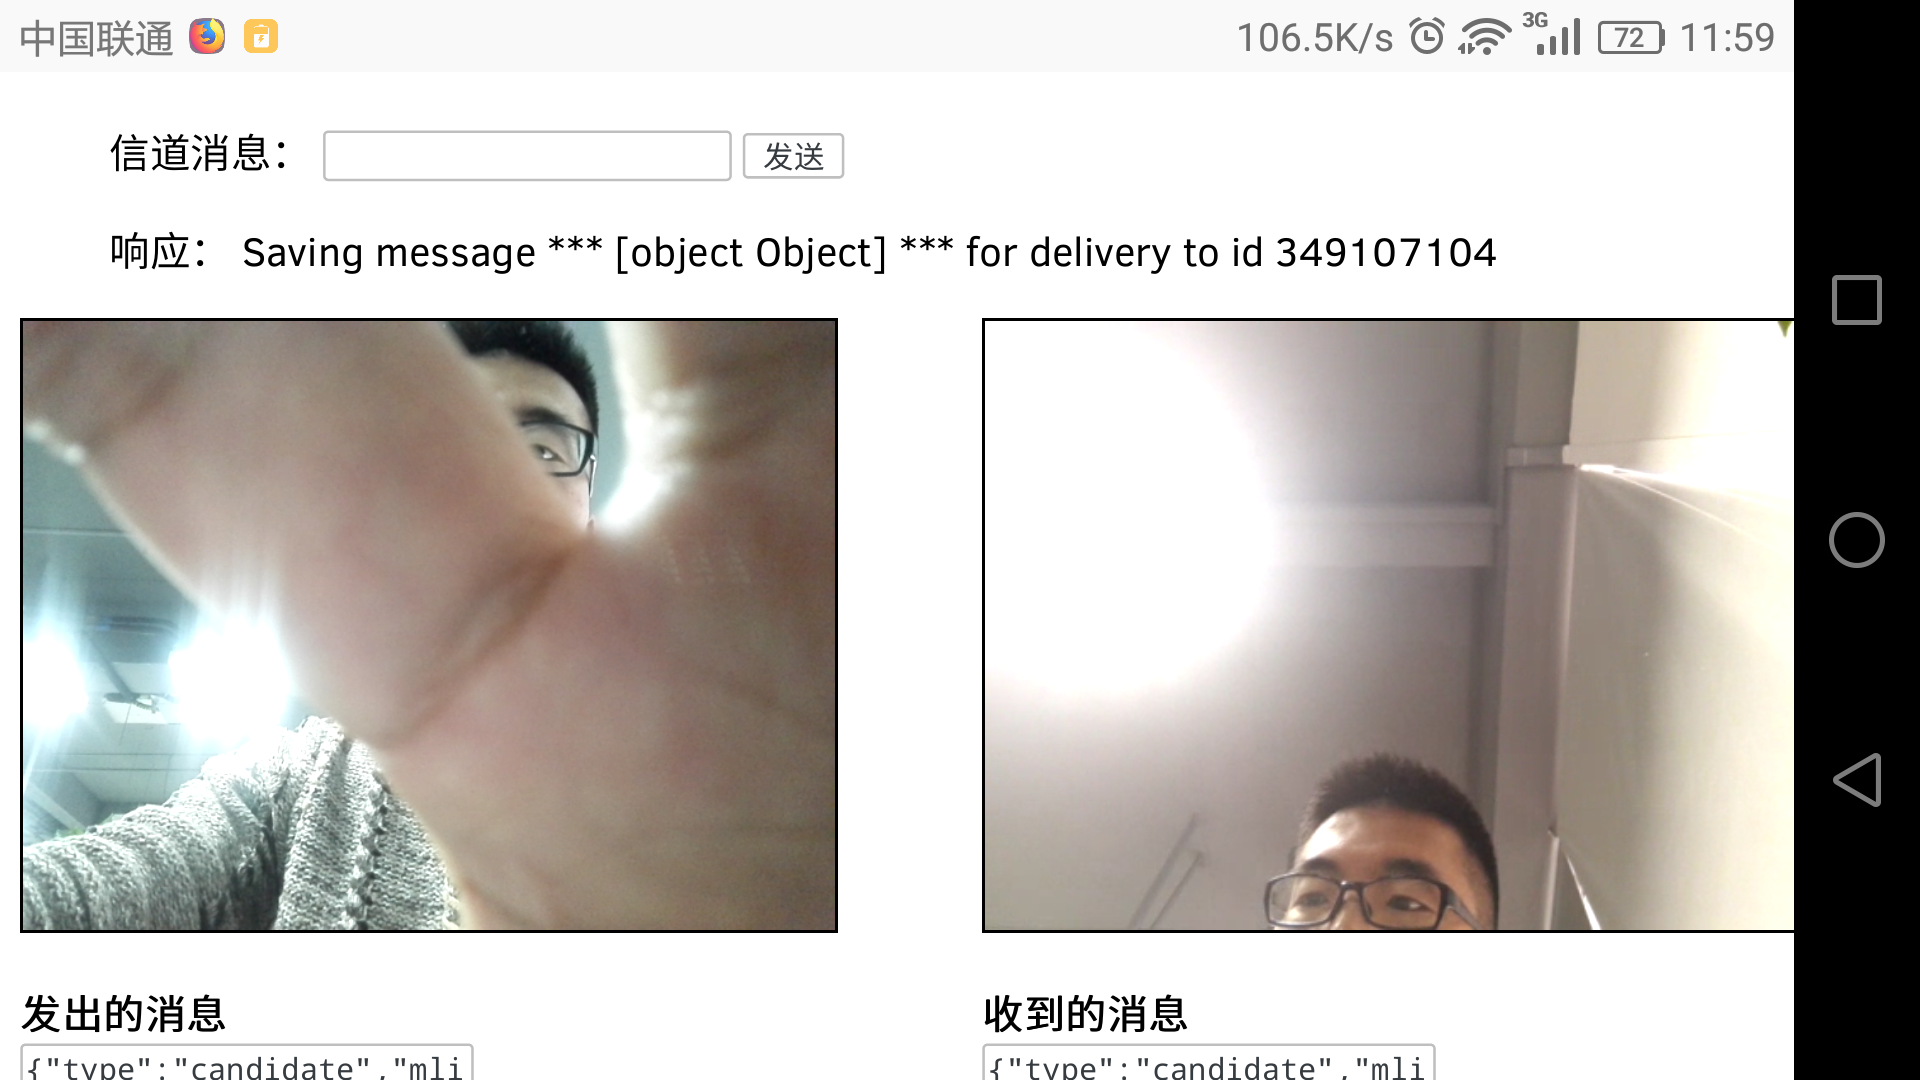 中国联通 106.5K/s 3G 72 11:59
信道消息： 发送
响应： Saving message *** [object Object] *** for delivery to id 349107104
发出的消息 收到的消息
{"type":"candidate","mli {"type":"candidate","mli